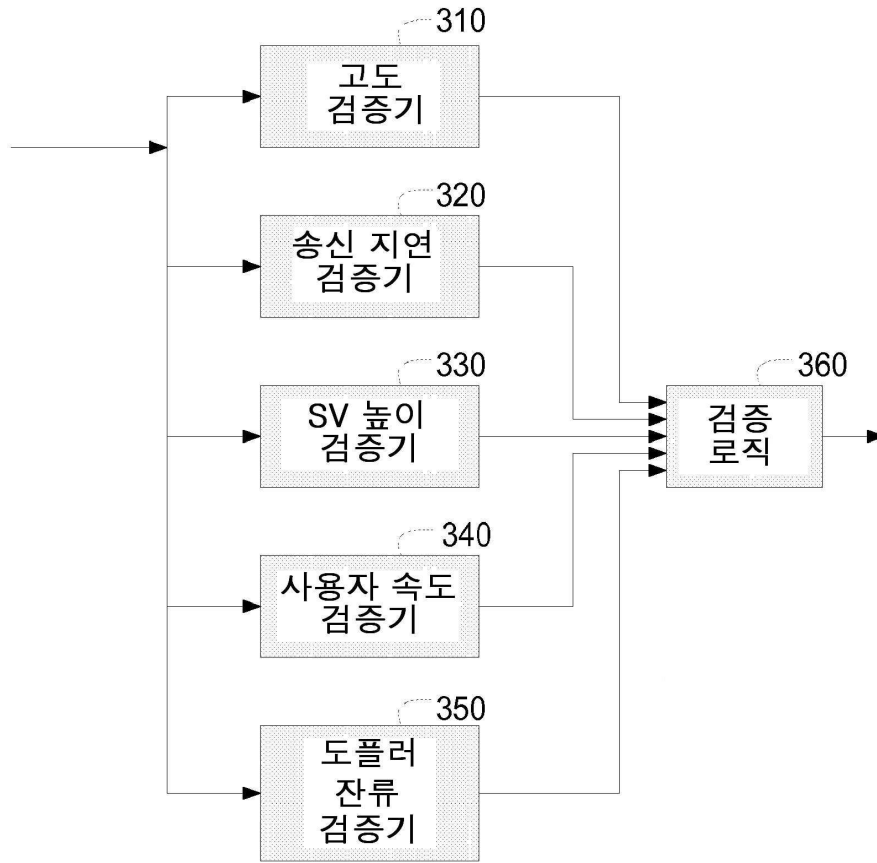 310
고도
검증기
320
송신 지연
검증기
330
SV 높이
검증기
340
사용자 속도
검증기
350
도플러
잔류
검증기
360
검증
로직